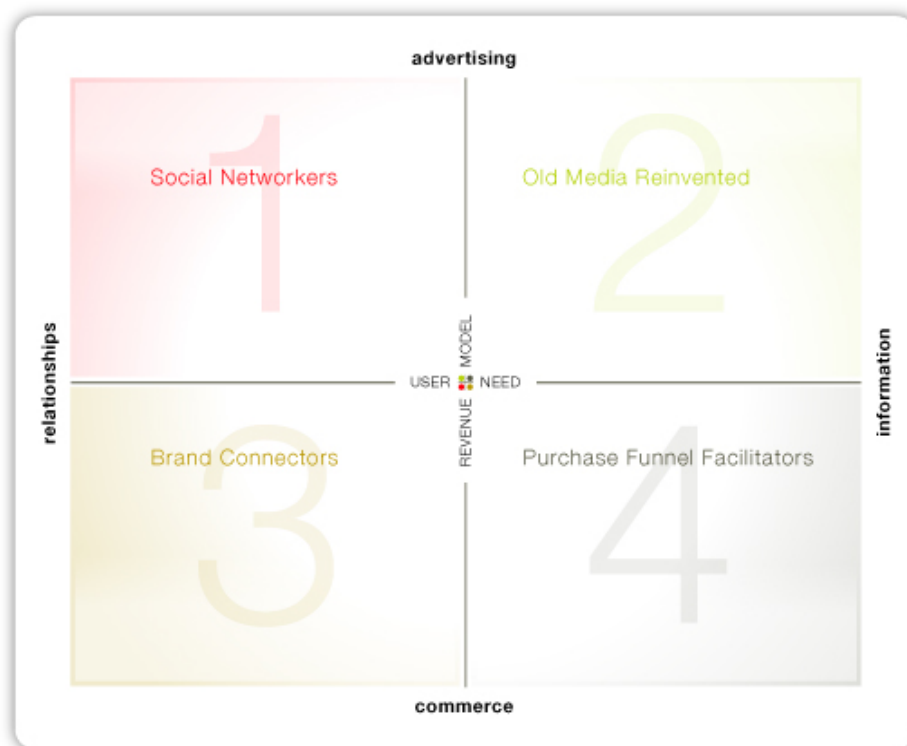 advertising
1
2
Social Networkers
Old Media Reinvented
relationships
USER NEED
REVENUE MODEL
information
3
4
Brand Connectors
Purchase Funnel Facilitators
commerce